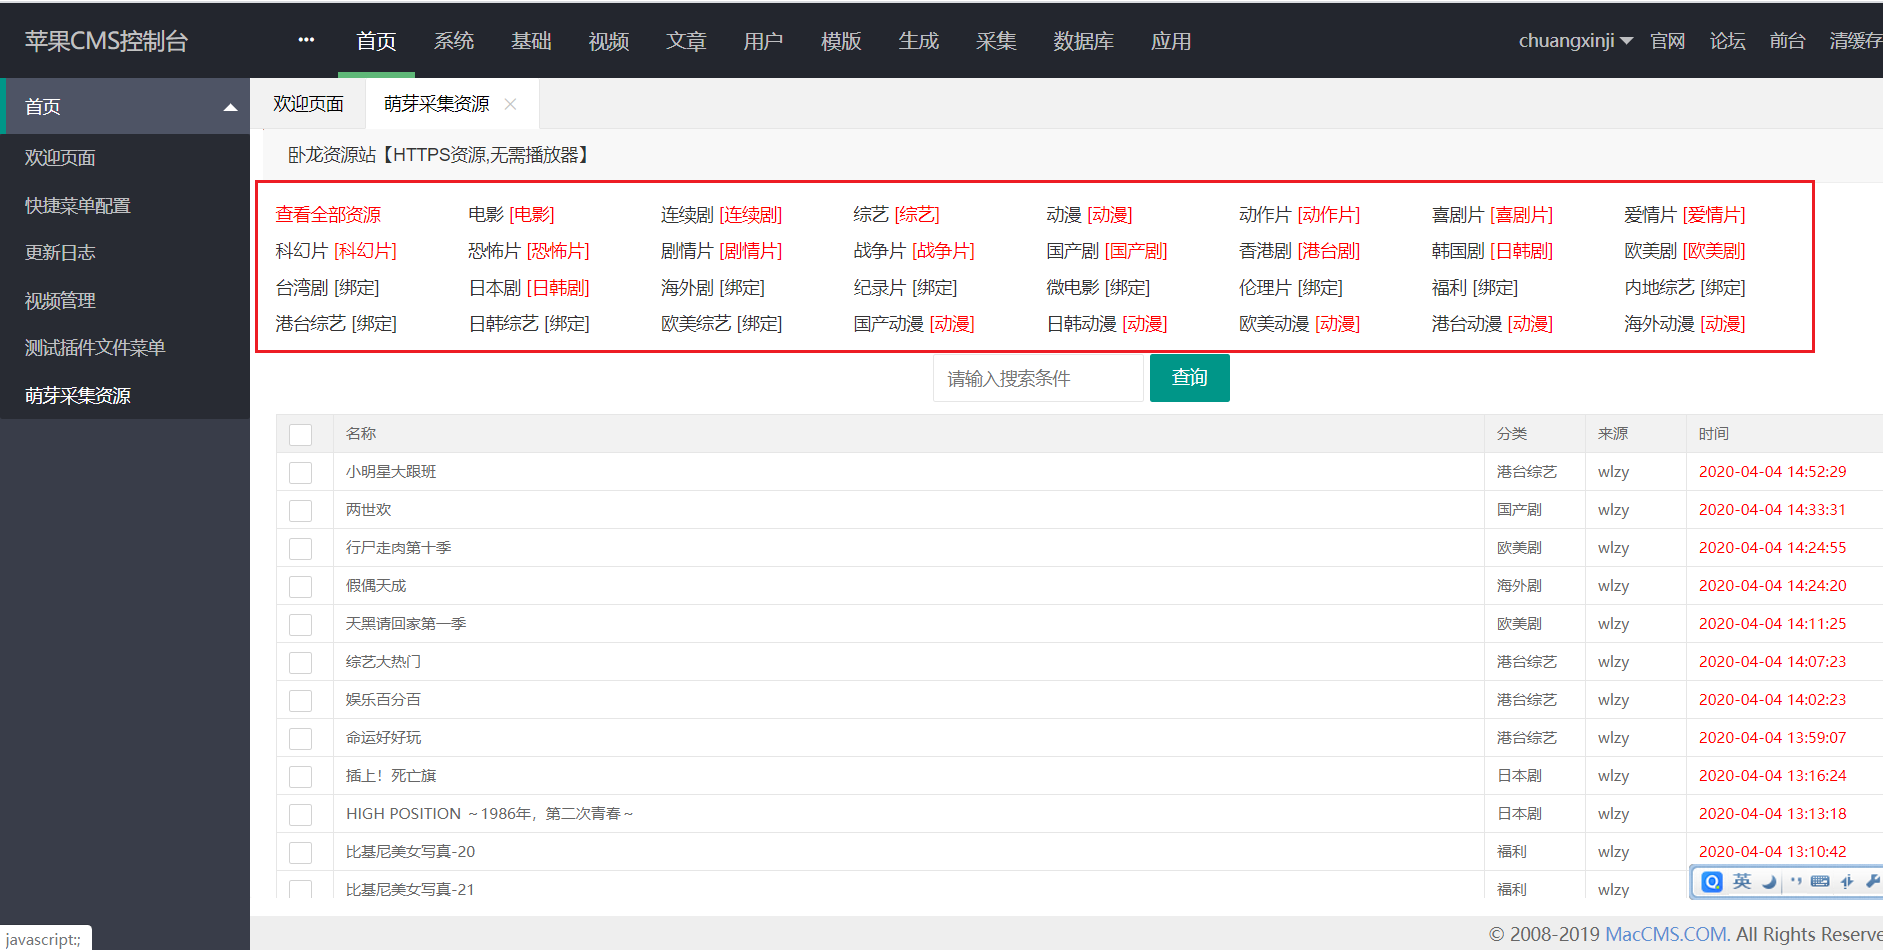 苹果CMS控制台 ••• 首页 系统 基础 视频 文章 用户 模版 生成 采集 数据库 应用 chuangxinji 官网 论坛 前台 清缓存
首页
欢迎页面
快捷菜单配置
更新日志
视频管理
测试插件文件菜单
萌芽采集资源
欢迎页面 萌芽采集资源
卧龙资源站【HTTPS资源,无需播放器】
查看全部资源 电影 [电影] 连续剧 [连续剧] 综艺 [综艺] 动漫 [动漫] 动作片 [动作片] 喜剧片 [喜剧片] 爱情片 [爱情片]
科幻片 [科幻片] 恐怖片 [恐怖片] 剧情片 [剧情片] 战争片 [战争片] 国产剧 [国产剧] 香港剧 [港台剧] 韩国剧 [日韩剧] 欧美剧 [欧美剧]
台湾剧 [绑定] 日本剧 [日韩剧] 海外剧 [绑定] 纪录片 [绑定] 微电影 [绑定] 伦理片 [绑定] 福利 [绑定] 内地综艺 [绑定]
港台综艺 [绑定] 日韩综艺 [绑定] 欧美综艺 [绑定] 国产动漫 [动漫] 日韩动漫 [动漫] 欧美动漫 [动漫] 港台动漫 [动漫] 海外动漫 [动漫]
请输入搜索条件 查询
名称 分类 来源 时间
小明星大跟班 港台综艺 wlzy 2020-04-04 14:52:29
两世欢 国产剧 wlzy 2020-04-04 14:33:31
行尸走肉第十季 欧美剧 wlzy 2020-04-04 14:24:55
假偶天成 海外剧 wlzy 2020-04-04 14:24:20
天黑请回家第一季 欧美剧 wlzy 2020-04-04 14:11:25
综艺大热门 港台综艺 wlzy 2020-04-04 14:07:23
娱乐百分百 港台综艺 wlzy 2020-04-04 14:02:23
命运好好玩 港台综艺 wlzy 2020-04-04 13:59:07
插上！死亡旗 日本剧 wlzy 2020-04-04 13:16:24
HIGH POSITION ～1986年，第二次青春～ 日本剧 wlzy 2020-04-04 13:13:18
比基尼美女写真-20 福利 wlzy 2020-04-04 13:10:42
比基尼美女写真-21 福利 wlzy
英
© 2008-2019 MacCMS.COM. All Rights Reserve
javascript:;